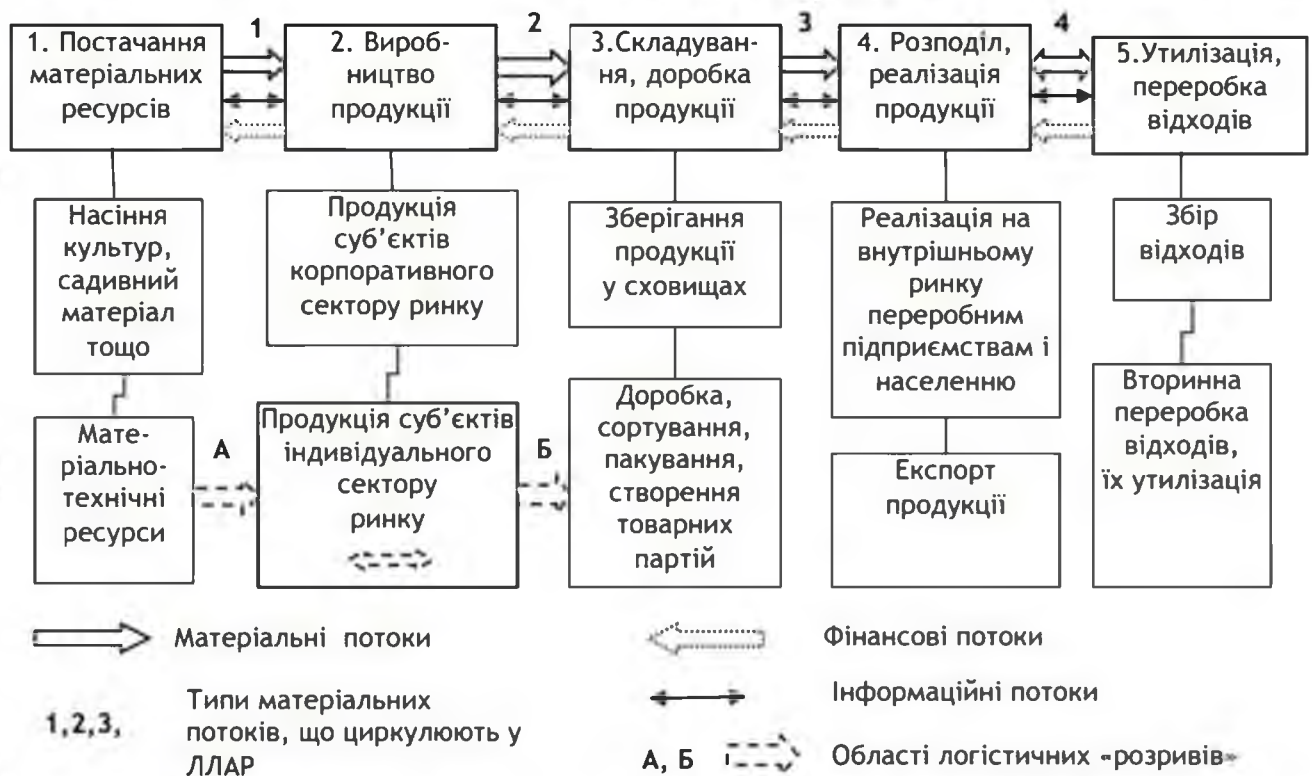 1
2
3
4
1. Постачання
матеріальних
ресурсів
2. Вироб-
ництво
продукції
3.Складуван-
ня, доробка
продукції
4. Розподіл,
реалізація
продукції
5.Утилізація,
переробка
відходів
Насіння
культур,
садивний
матеріал
тощо
Продукція
суб’єктів
корпоративного
сектору ринку
Зберігання
продукції
у сховищах
Реалізація на
внутрішньому
ринку
переробним
підприємствам і
населенню
Збір
відходів
Мате-
ріально-
технічні
ресурси
А
Продукція суб’єктів
індивідуального
сектору
ринку
Б
Доробка,
сортування,
пакування,
створення
товарних
партій
Експорт
продукції
Вторинна
переробка
відходів,
їх утилізація
Матеріальні потоки
Фінансові потоки
1,2,3,
Типи матеріальних
потоків, що циркулюють у
ЛЛАР
Інформаційні потоки
А, Б
Області логістичних «розривів»